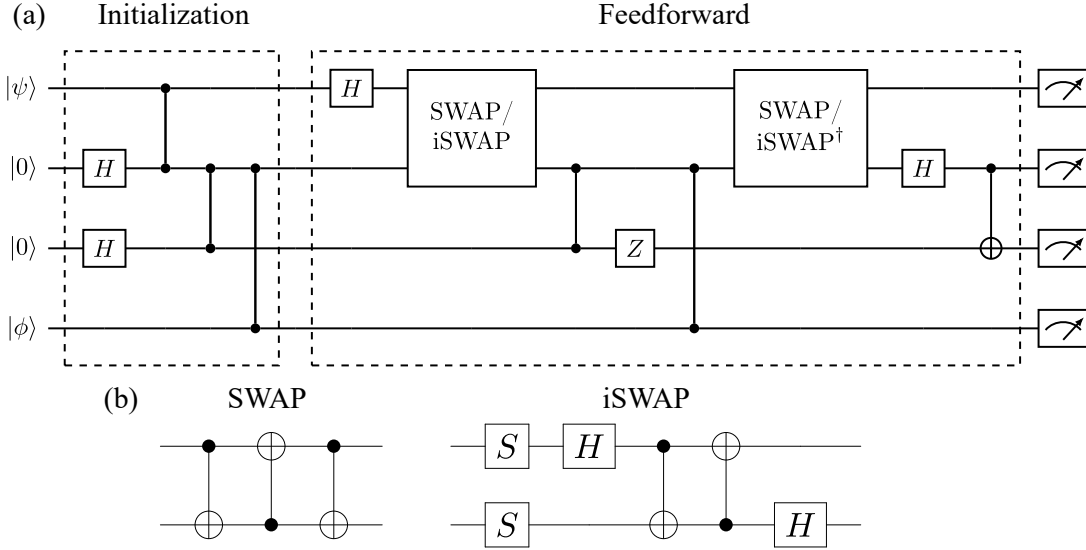 (a) Initialization Feedforward
|ψ⟩ H SWAP/ SWAP/
iSWAP iSWAP†
|0⟩ H H
|0⟩ H Z
|ϕ⟩
(b) SWAP iSWAP
S H
S H